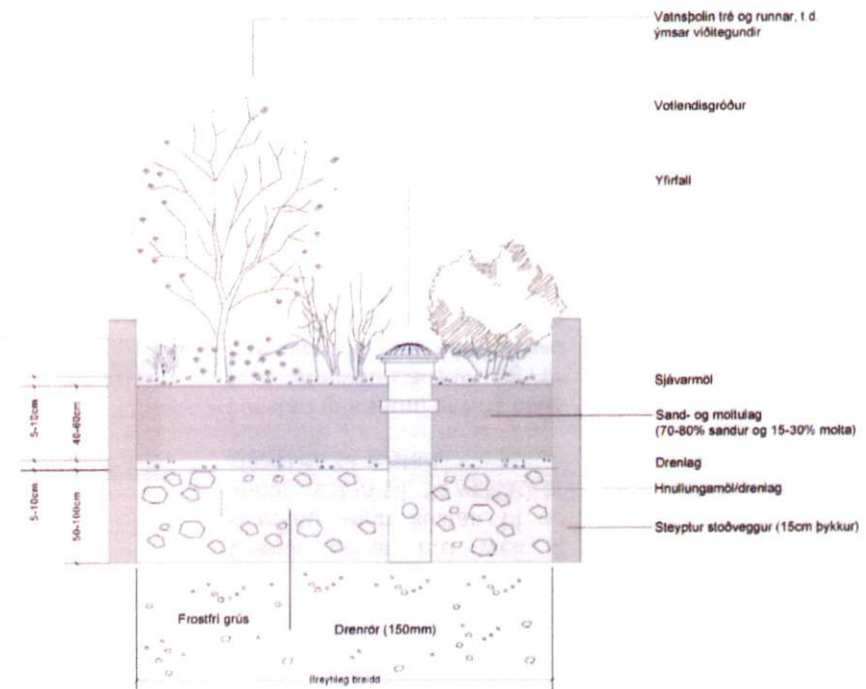 Vatnsþolin tré og runnar, t.d.
ýmsar víðitegundir
Votlendisgróður
Yfirfall
Sjávarmöl
Sand- og moltulag
(70-80% sandur og 15-30% molta)
Drenlag
Hnullungamöl/drenlag
Steyptur stoðveggur (15cm þykkur)
5-10cm
40-60cm
5-10cm
50-100cm
Frostfrí grús
Drenrör (150mm)
Breytileg breidd